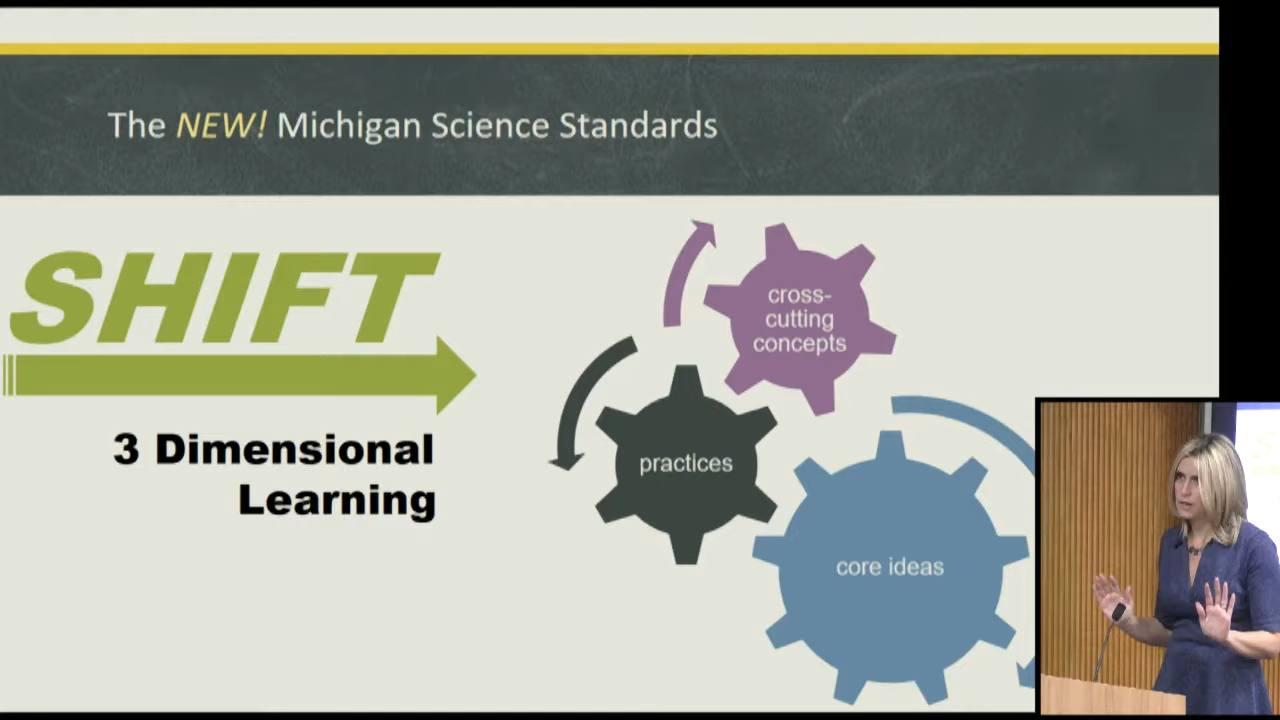 The NEW! Michigan Science Standards
SHIFT
3 Dimensional
Learning
cross-
cutting
concepts
practices
core ideas